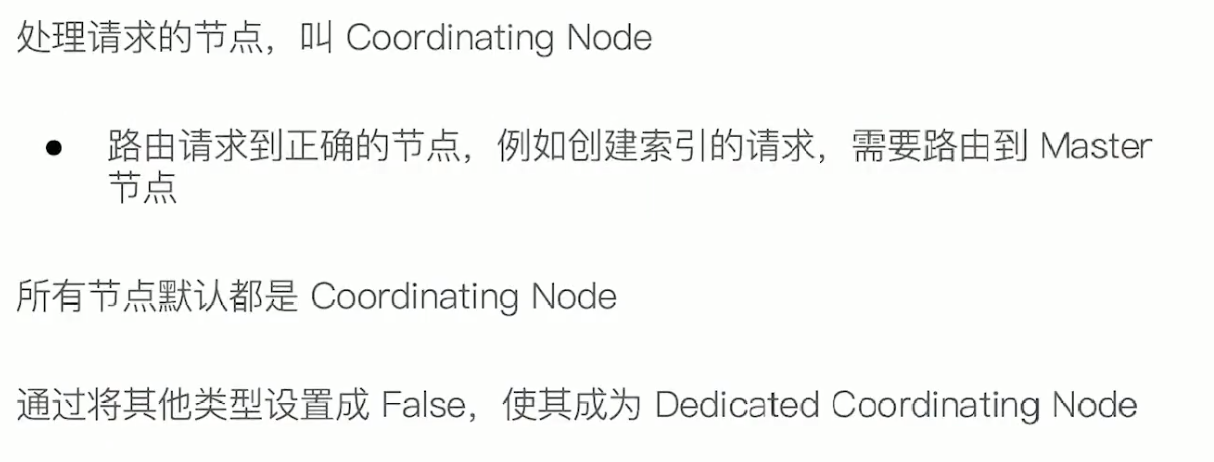 处理请求的节点，叫 Coordinating Node
● 路由请求到正确的节点，例如创建索引的请求，需要路由到 Master
节点
所有节点默认都是 Coordinating Node
通过将其他类型设置成 False，使其成为 Dedicated Coordinating Node